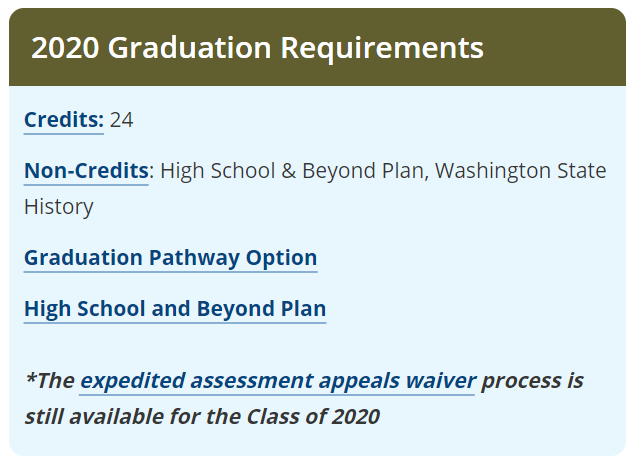 2020 Graduation Requirements
Credits: 24
Non-Credits: High School & Beyond Plan, Washington State
History
Graduation Pathway Option
High School and Beyond Plan
*The expedited assessment appeals waiver process is
still available for the Class of 2020